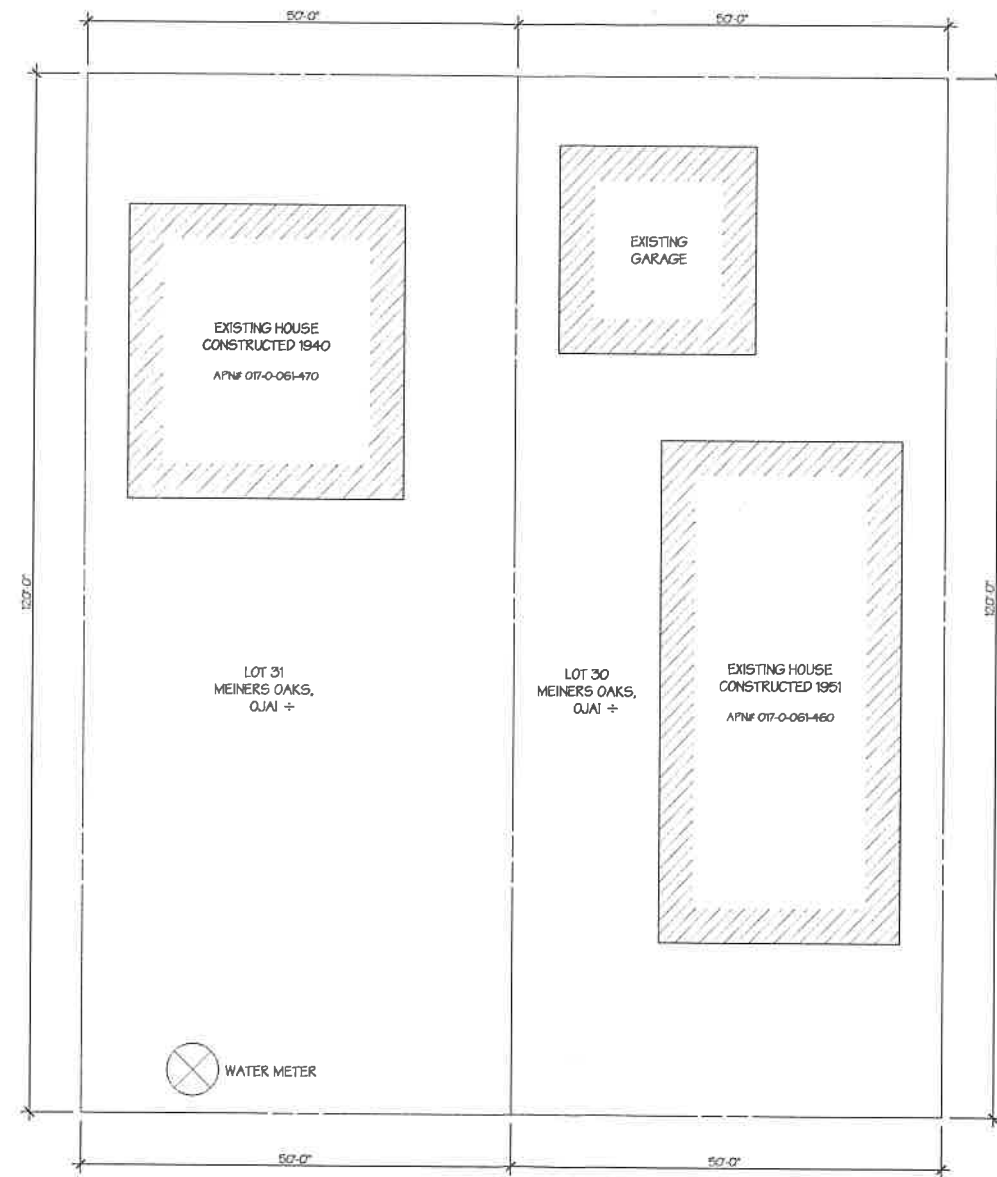 50'-0"
50'-0"
EXISTING
GARAGE
EXISTING HOUSE
CONSTRUCTED 1940
APN# 017-0-061-470
120'-0"
120'-0"
LOT 31
MEINERS OAKS,
OJAI ÷
LOT 30
MEINERS OAKS,
OJAI ÷
EXISTING HOUSE
CONSTRUCTED 1951
APN# 017-0-061-460
WATER METER
50'-0"
50'-0"